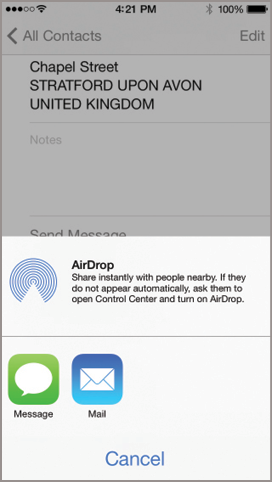 4:21 PM 100%
All Contacts Edit
Chapel Street
STRATFORD UPON AVON
UNITED KINGDOM
Notes
Send Message
AirDrop
Share instantly with people nearby. If they
do not appear automatically, ask them to
open Control Center and turn on AirDrop.
Message Mail
Cancel